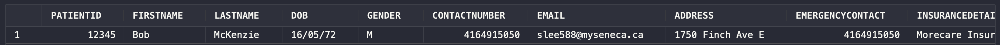 PATIENTID FIRSTNAME LASTNAME DOB GENDER CONTACTNUMBER EMAIL ADDRESS EMERGENCYCONTACT INSURANCEDETAI
1 12345 Bob McKenzie 16/05/72 M 4164915050 slee588@myseneca.ca 1750 Finch Ave E 4164915050 Morecare Insur